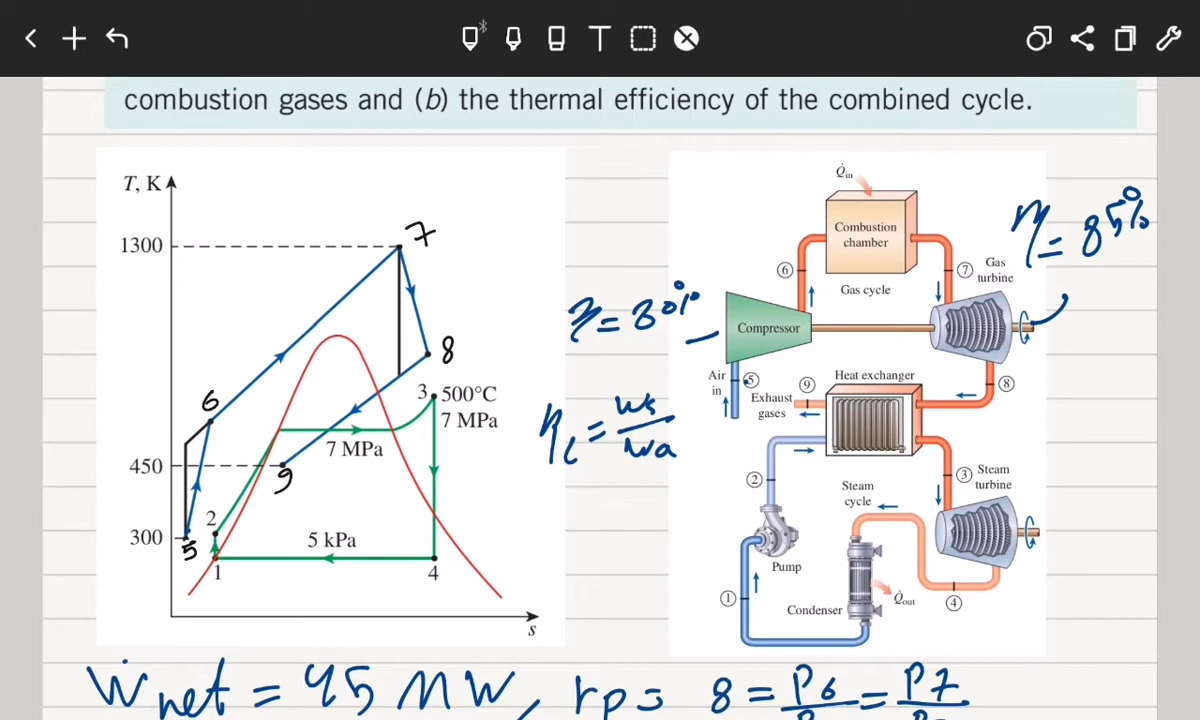 combustion gases and (b) the thermal efficiency of the combined cycle.
T, K
1300
450
300
s
7
6
8
9
5
3
500°C
7 MPa
7 MPa
2
5 kPa
1
4
η = 80%
ηc = ws/wa
Q̇in
Combustion
chamber
6
7
Gas cycle
Gas
turbine
η = 85%
Compressor
Air
in
5
9
Exhaust
gases
Heat exchanger
8
2
Steam
cycle
3
Steam
turbine
Pump
1
Condenser
Q̇out
4
Ẇnet = 45 MW, rp = 8 = P6 = P7